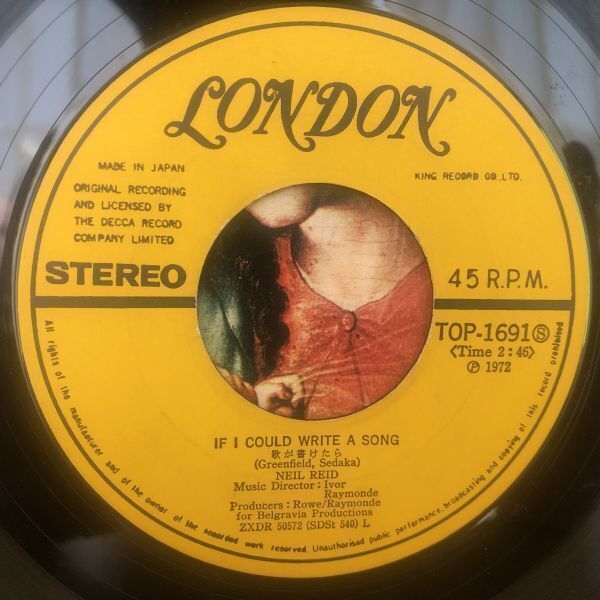 LONDON
MADE IN JAPAN
KING RECORD CO.,LTD.
ORIGINAL RECORDING
AND LICENSED BY
THE DECCA RECORD
COMPANY LIMITED
STEREO
45 R.P.M.
TOP-1691Ⓢ
《Time 2:46》
Ⓟ 1972
IF I COULD WRITE A SONG
歌が書けたら
(Greenfield, Sedaka)
NEIL REID
Music Director : Ivor
Raymonde
Producers : Rowe/Raymonde
for Belgravia Productions
ZXDR 50572 (SDSt 540) L
All rights of the manufacturer and of the owner of the recorded work reserved. Unauthorised public performance, broadcasting and copying of this record prohibited